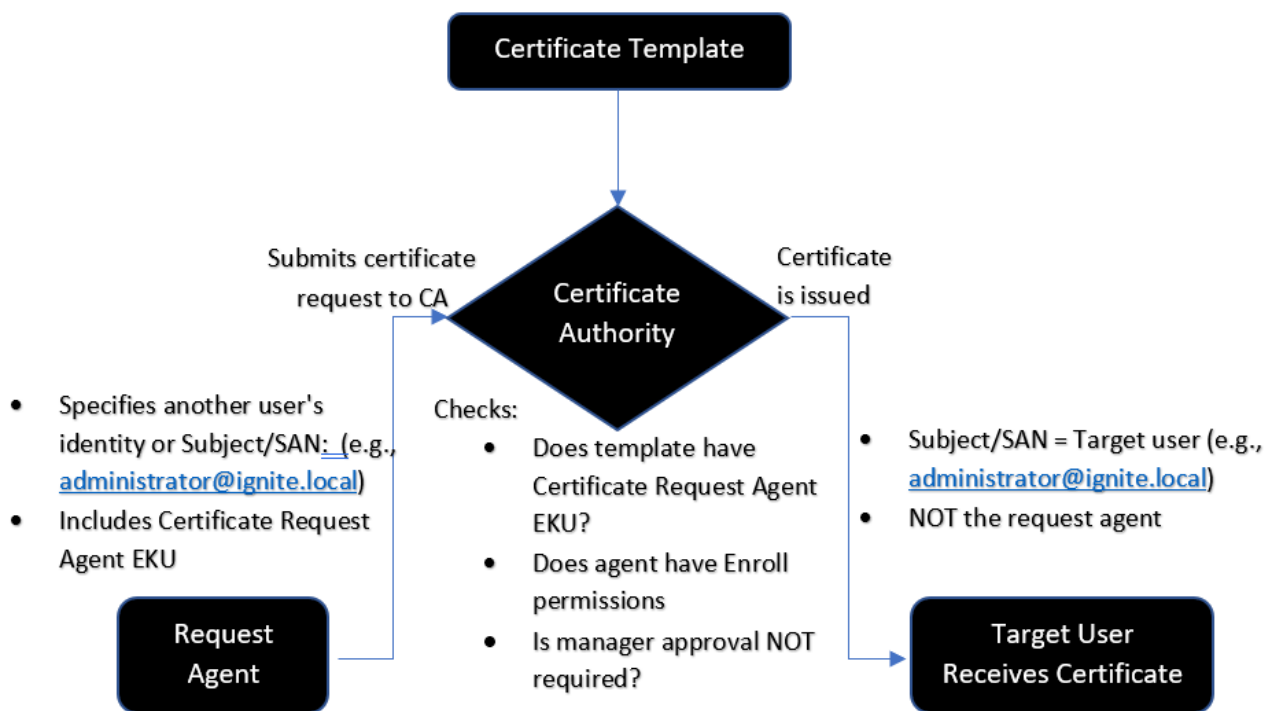 Certificate Template
Submits certificate
request to CA
Certificate
is issued
Certificate
Authority
• Specifies another user's
identity or Subject/SAN: (e.g.,
administrator@ignite.local)
• Includes Certificate Request
Agent EKU
Checks:
• Does template have
Certificate Request Agent
EKU?
• Does agent have Enroll
permissions
• Is manager approval NOT
required?
• Subject/SAN = Target user (e.g.,
administrator@ignite.local)
• NOT the request agent
Request
Agent
Target User
Receives Certificate